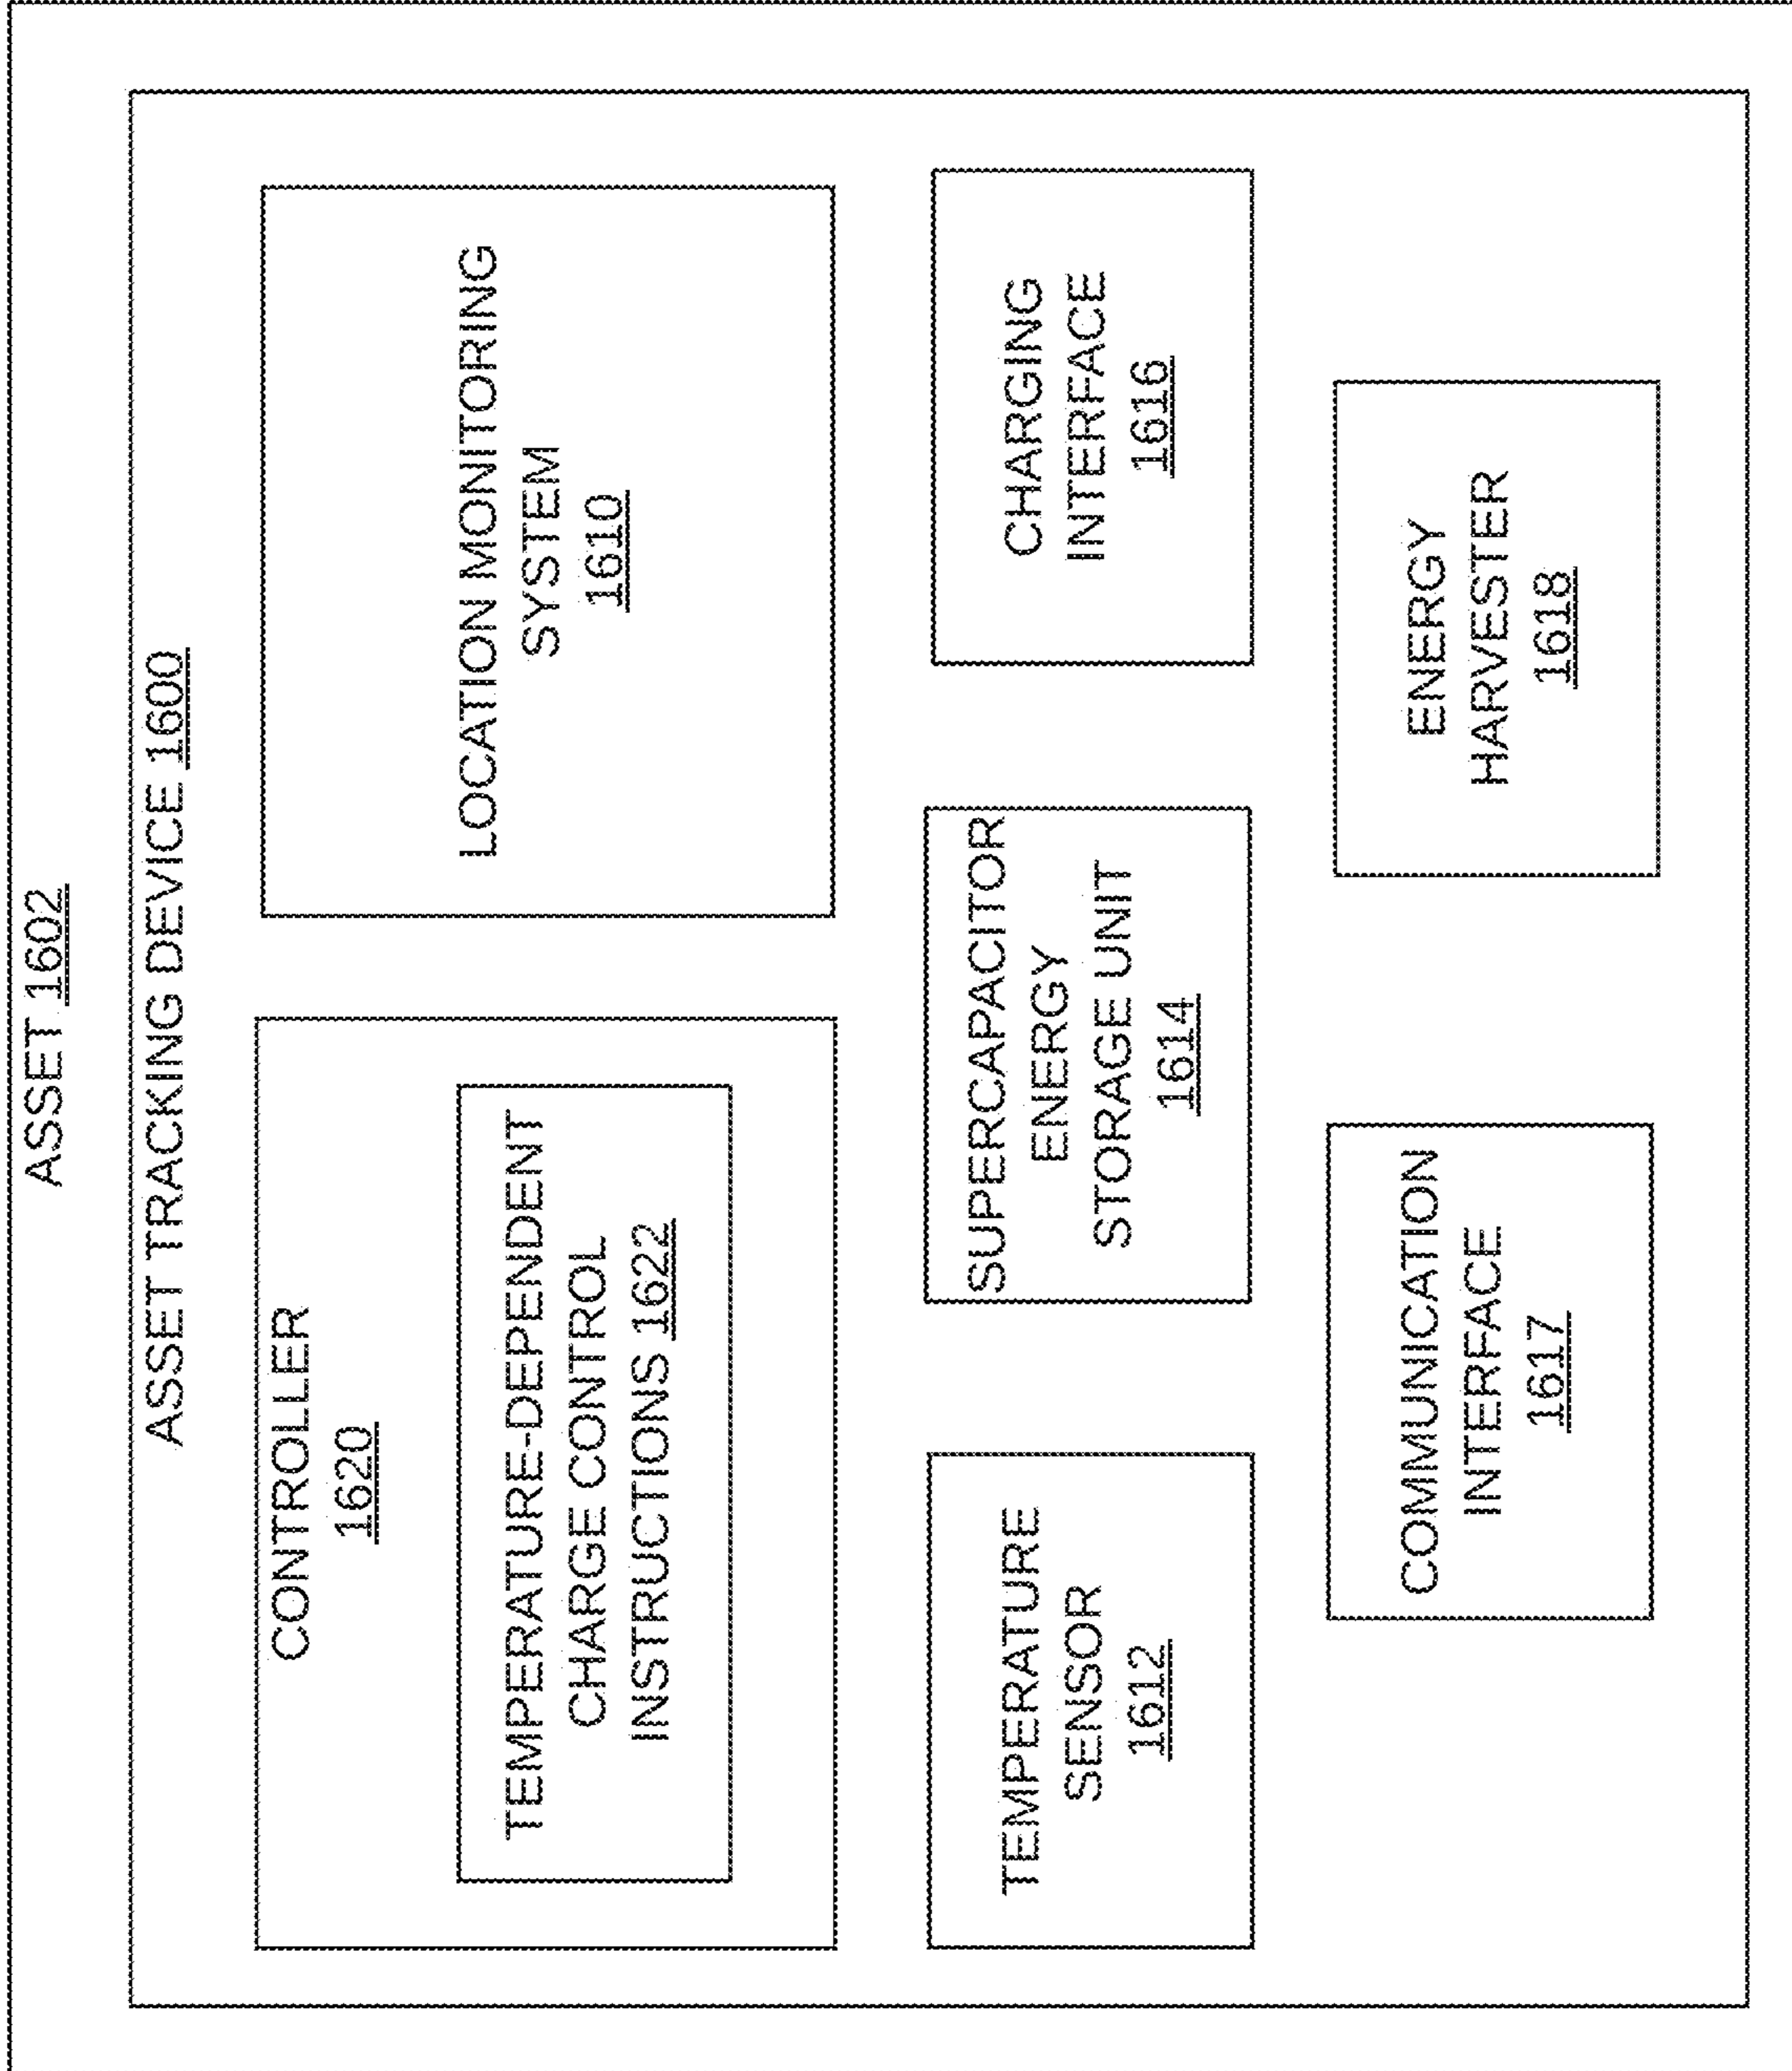 ASSET 1602
ASSET TRACKING DEVICE 1600
CONTROLLER
1620
TEMPERATURE-DEPENDENT
CHARGE CONTROL
INSTRUCTIONS 1622
LOCATION MONITORING
SYSTEM
1610
TEMPERATURE
SENSOR
1612
SUPERCAPACITOR
ENERGY
STORAGE UNIT
1614
CHARGING
INTERFACE
1616
COMMUNICATION
INTERFACE
1617
ENERGY
HARVESTER
1618